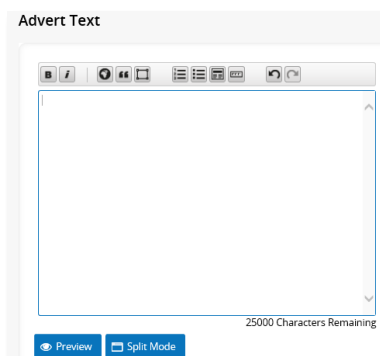 Advert Text
B i
25000 Characters Remaining
Preview Split Mode